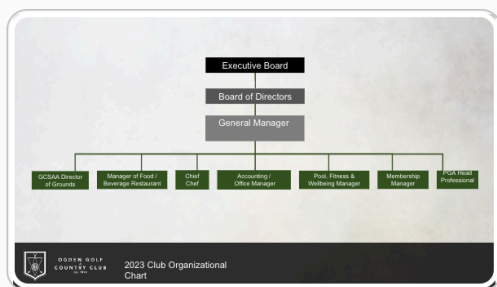 Executive Board
Board of Directors
General Manager
GCSAA Director
of Grounds
Manager of Food /
Beverage Restaurant
Chief
Chef
Accounting /
Office Manager
Pool, Fitness &
Wellbeing Manager
Membership
Manager
PGA Head
Professional
OGDEN GOLF
&
COUNTRY CLUB
2023 Club Organizational
Chart